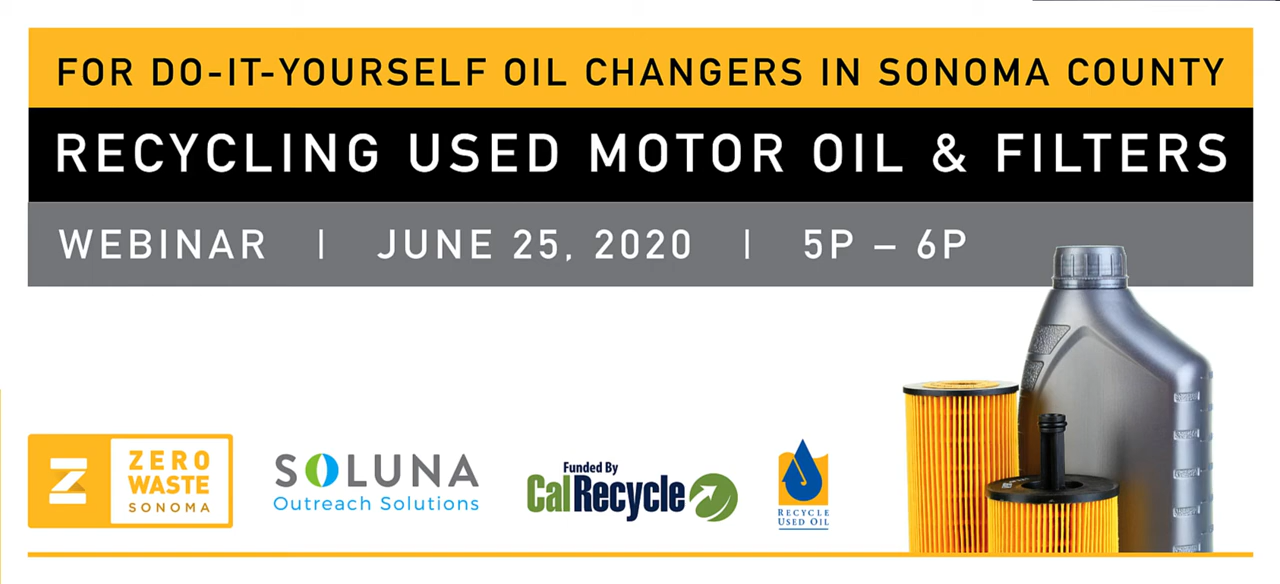 FOR DO-IT-YOURSELF OIL CHANGERS IN SONOMA COUNTY
RECYCLING USED MOTOR OIL & FILTERS
WEBINAR | JUNE 25, 2020 | 5P – 6P
Z
ZERO
WASTE
SONOMA
SOLUNA
Outreach Solutions
Funded By
CalRecycle
RECYCLE
USED OIL